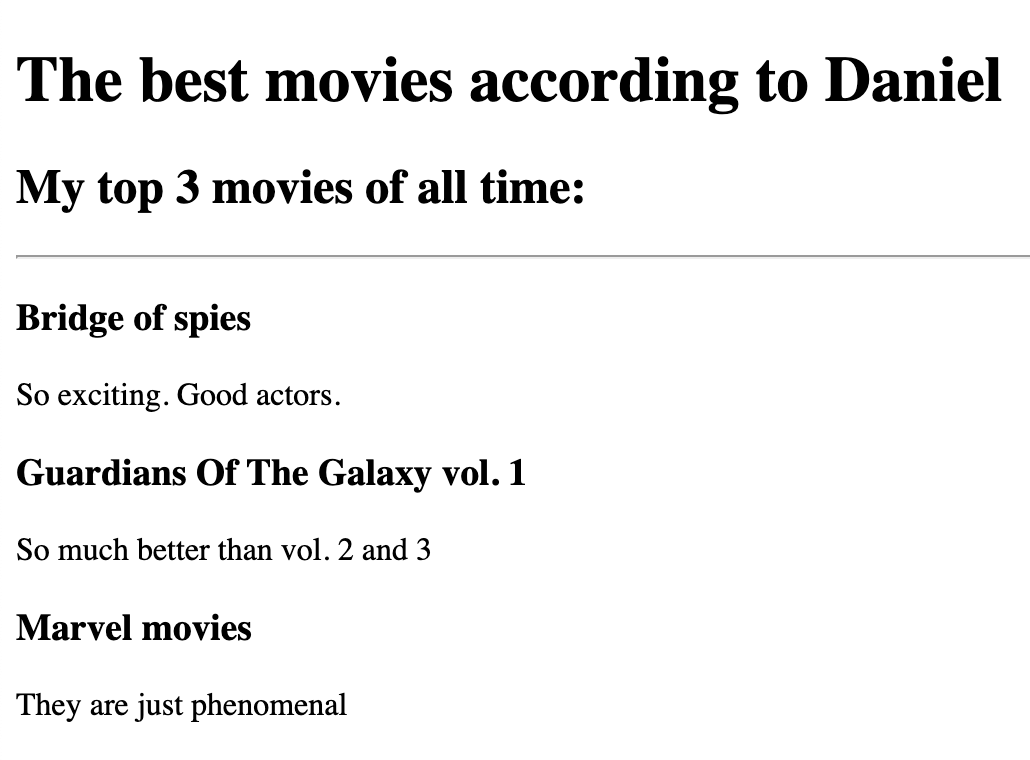 The best movies according to Daniel
My top 3 movies of all time:
Bridge of spies
So exciting. Good actors.
Guardians Of The Galaxy vol. 1
So much better than vol. 2 and 3
Marvel movies
They are just phenomenal